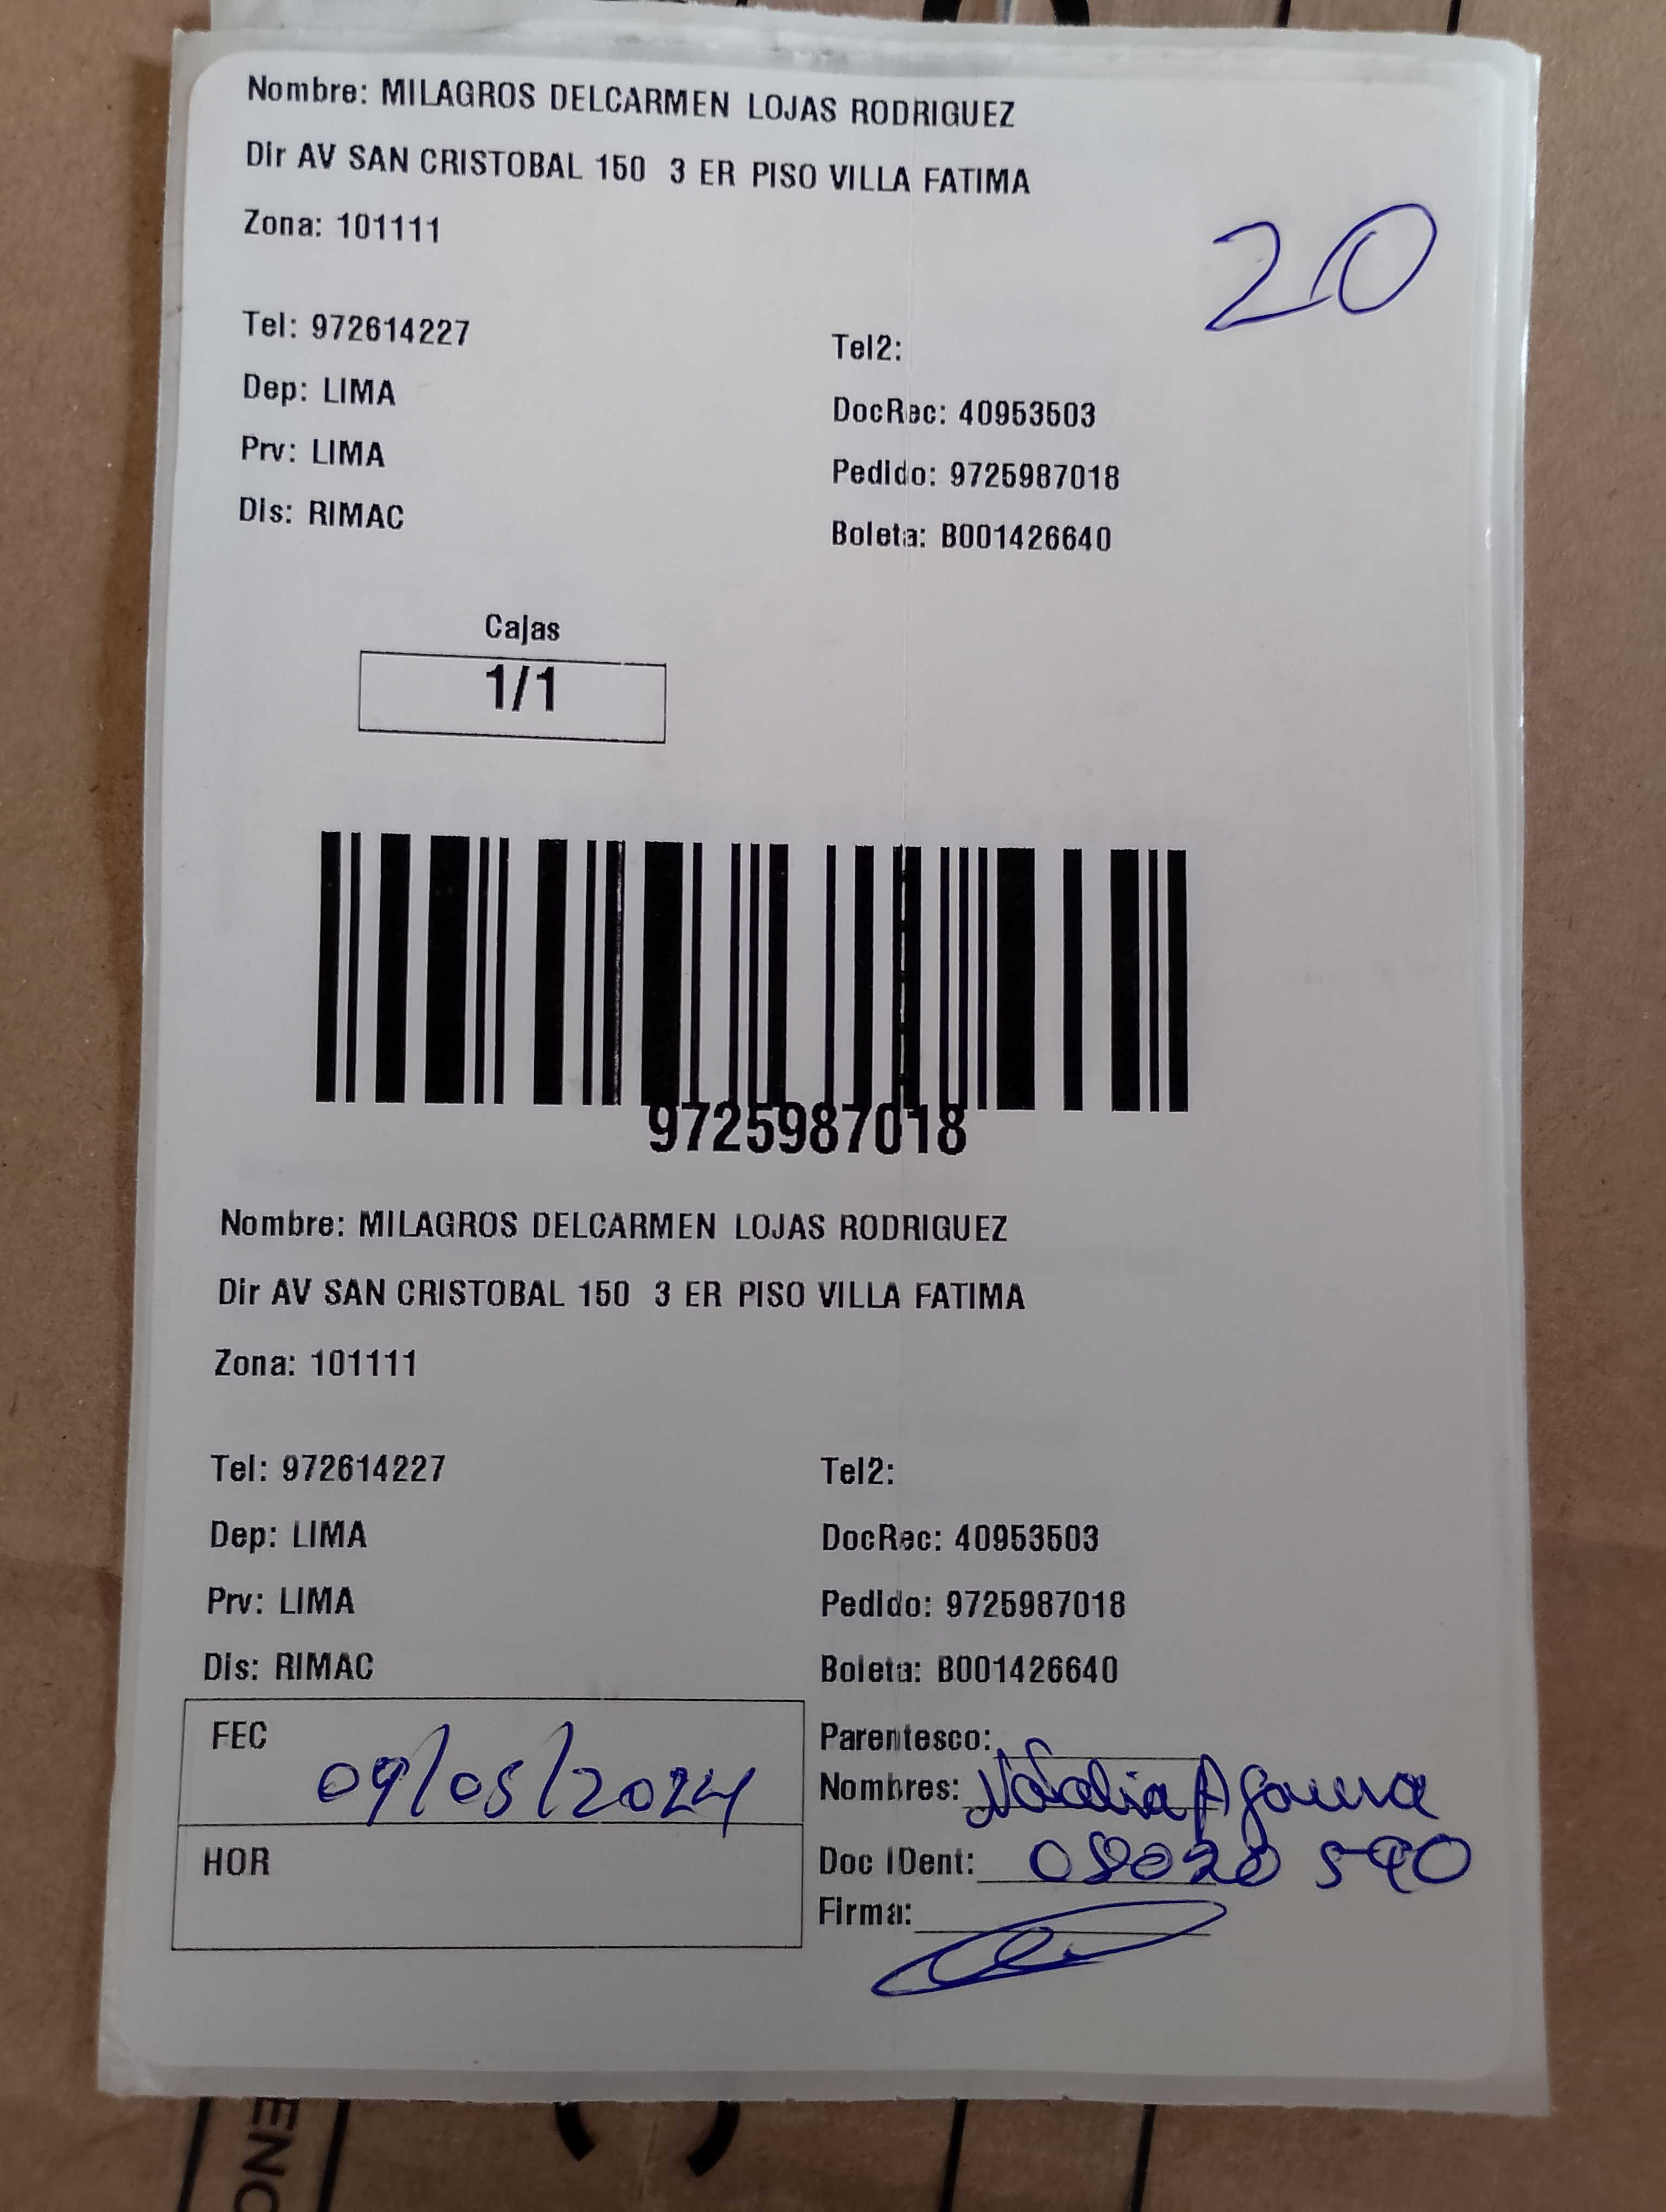 Nombre: MILAGROS DELCARMEN LOJAS RODRIGUEZ
Dir AV SAN CRISTOBAL 150 3 ER PISO VILLA FATIMA
Zona: 101111
20
Tel: 972614227
Tel2:
Dep: LIMA
DocRec: 40953503
Prv: LIMA
Pedido: 9725987018
Dis: RIMAC
Boleta: B001426640
Cajas
1/1
9725987018
Nombre: MILAGROS DELCARMEN LOJAS RODRIGUEZ
Dir AV SAN CRISTOBAL 150 3 ER PISO VILLA FATIMA
Zona: 101111
Tel: 972614227
Tel2:
Dep: LIMA
DocRec: 40953503
Prv: LIMA
Pedido: 9725987018
Dis: RIMAC
Boleta: B001426640
FEC 09/05/2024
Parentesco:
Nombres: Natalia
HOR
Doc IDent:
Firma: